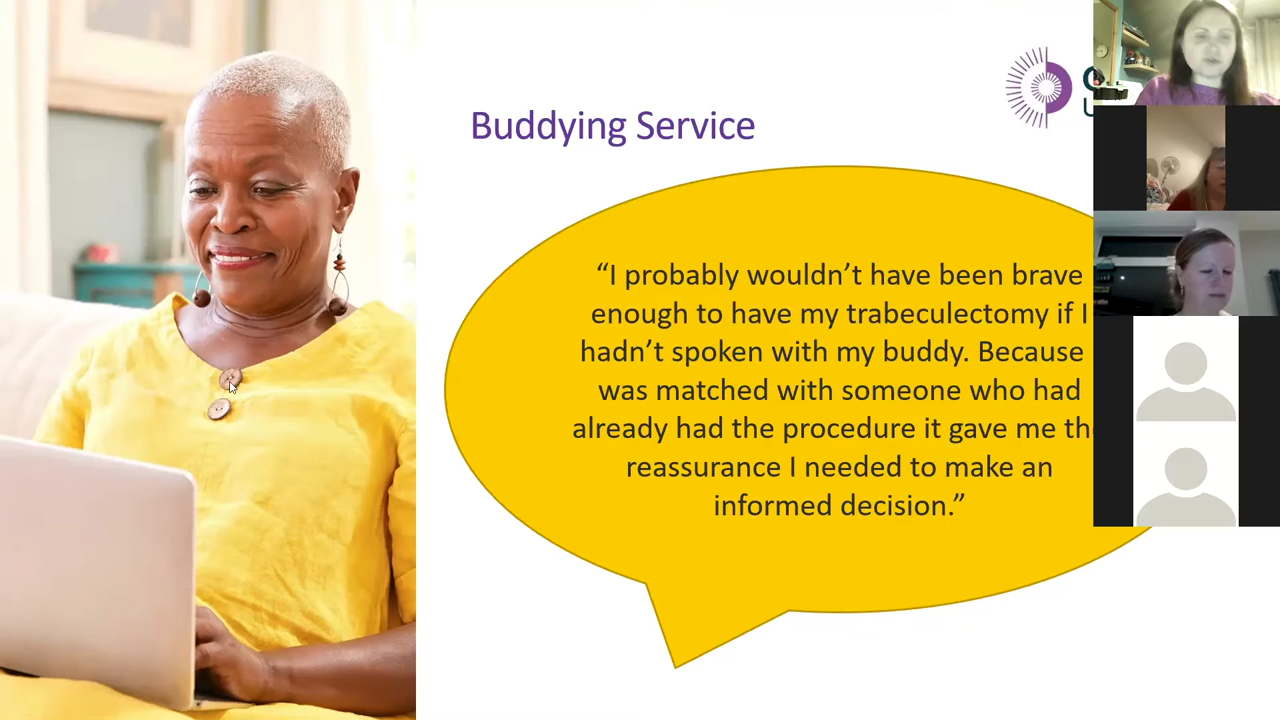 Buddying Service
“I probably wouldn’t have been brave
enough to have my trabeculectomy if I
hadn’t spoken with my buddy. Because
was matched with someone who had
already had the procedure it gave me
reassurance I needed to make an
informed decision.”